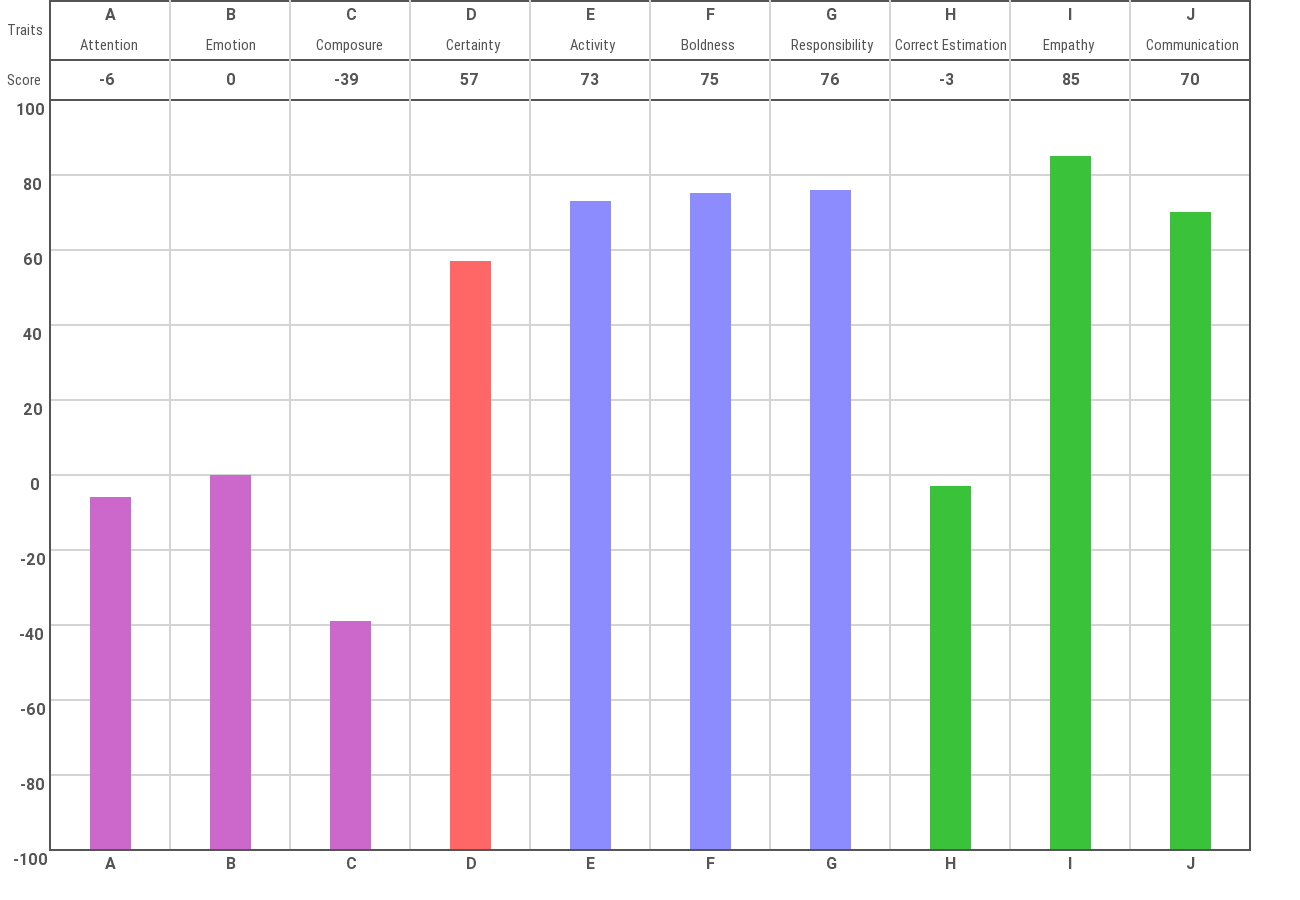 A B C D E F G H I J
Traits
Attention Emotion Composure Certainty Activity Boldness Responsibility Correct Estimation Empathy Communication
Score -6 0 -39 57 73 75 76 -3 85 70
100
80
60
40
20
0
-20
-40
-60
-80
-100
A B C D E F G H I J